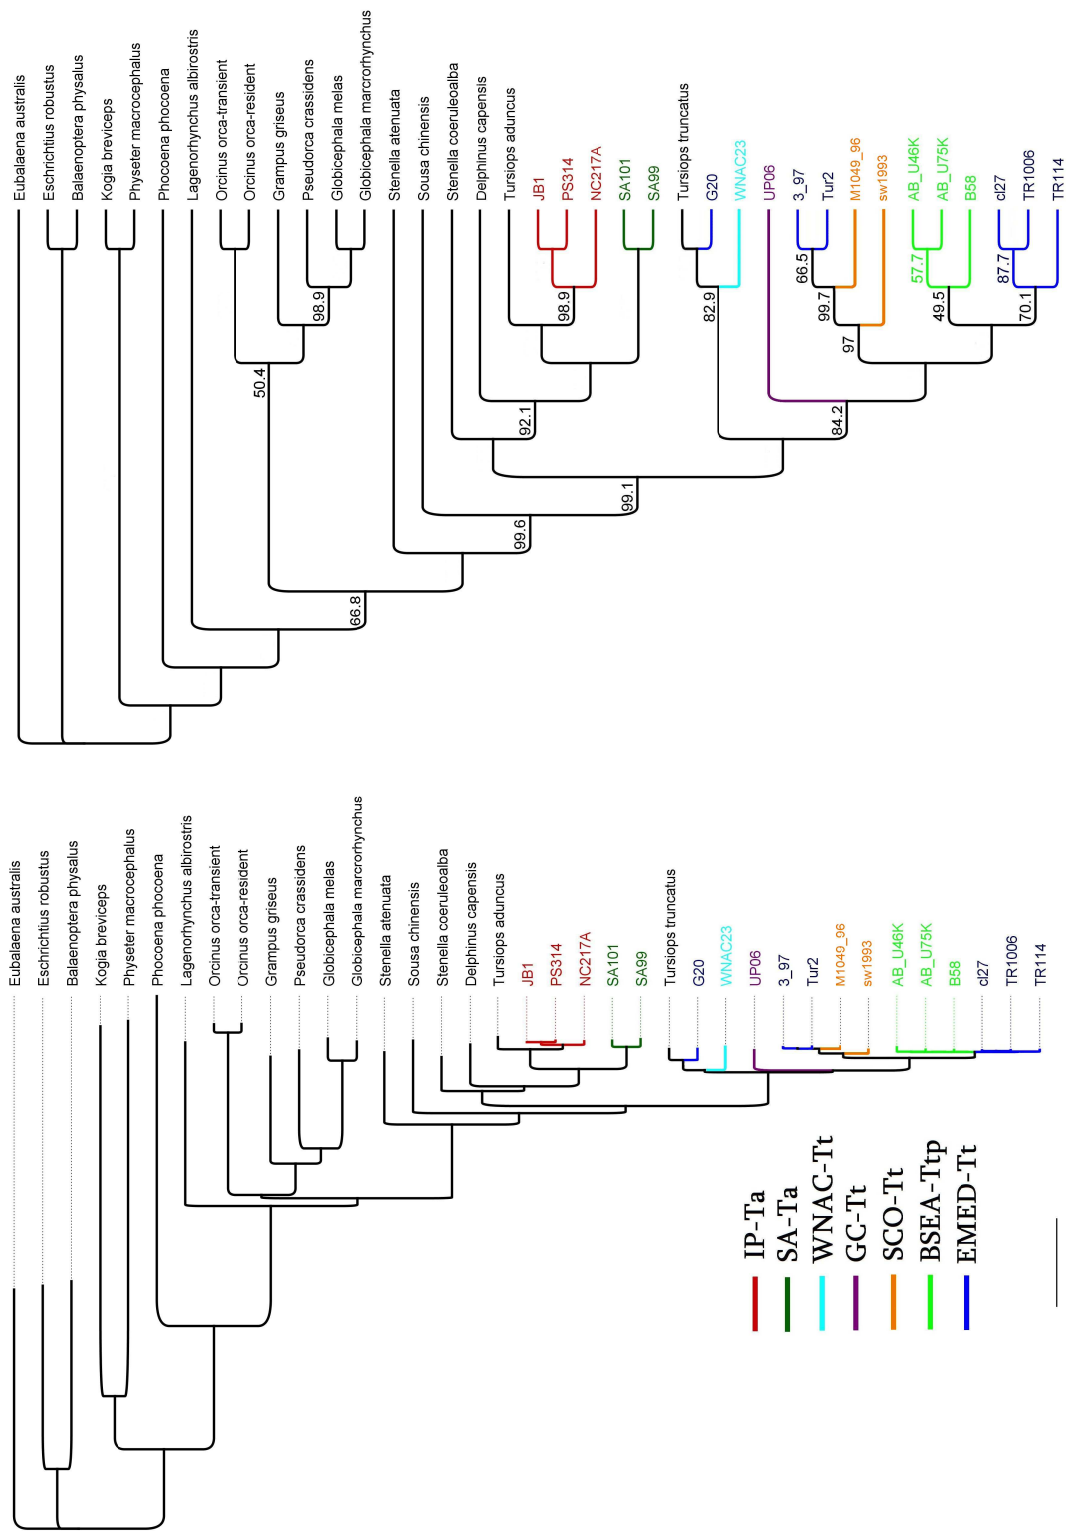 Eubalaena australis
Eschrichtius robustus
Balaenoptera physalus
Kogia breviceps
Physeter macrocephalus
Phocoena phocoena
Lagenorhynchus albirostris
Orcinus orca-transient
Orcinus orca-resident
Grampus griseus
Pseudorca crassidens
Globicephala melas
Globicephala marcrorhynchus
Stenella atenuata
Sousa chinensis
Stenella coeruleoalba
Delphinus capensis
Tursiops aduncus
JB1
PS314
NC217A
SA101
SA99
Tursiops truncatus
G20
WNAC23
UP06
3_97
Tur2
M1049_96
sw1993
AB_U46K
AB_U75K
B58
cl27
TR1006
TR114
98.9
50.4
66.8
99.6
99.1
92.1
98.9
82.9
84.2
66.5
99.7
97
57.7
49.5
87.7
70.1
Eubalaena australis
Eschrichtius robustus
Balaenoptera physalus
Kogia breviceps
Physeter macrocephalus
Phocoena phocoena
Lagenorhynchus albirostris
Orcinus orca-transient
Orcinus orca-resident
Grampus griseus
Pseudorca crassidens
Globicephala melas
Globicephala marcrorhynchus
Stenella atenuata
Sousa chinensis
Stenella coeruleoalba
Delphinus capensis
Tursiops aduncus
JB1
PS314
NC217A
SA101
SA99
Tursiops truncatus
G20
WNAC23
UP06
3_97
Tur2
M1049_96
sw1993
AB_U46K
AB_U75K
B58
cl27
TR1006
TR114
IP-Ta
SA-Ta
WNAC-Tt
GC-Tt
SCO-Tt
BSEA-Ttp
EMED-Tt